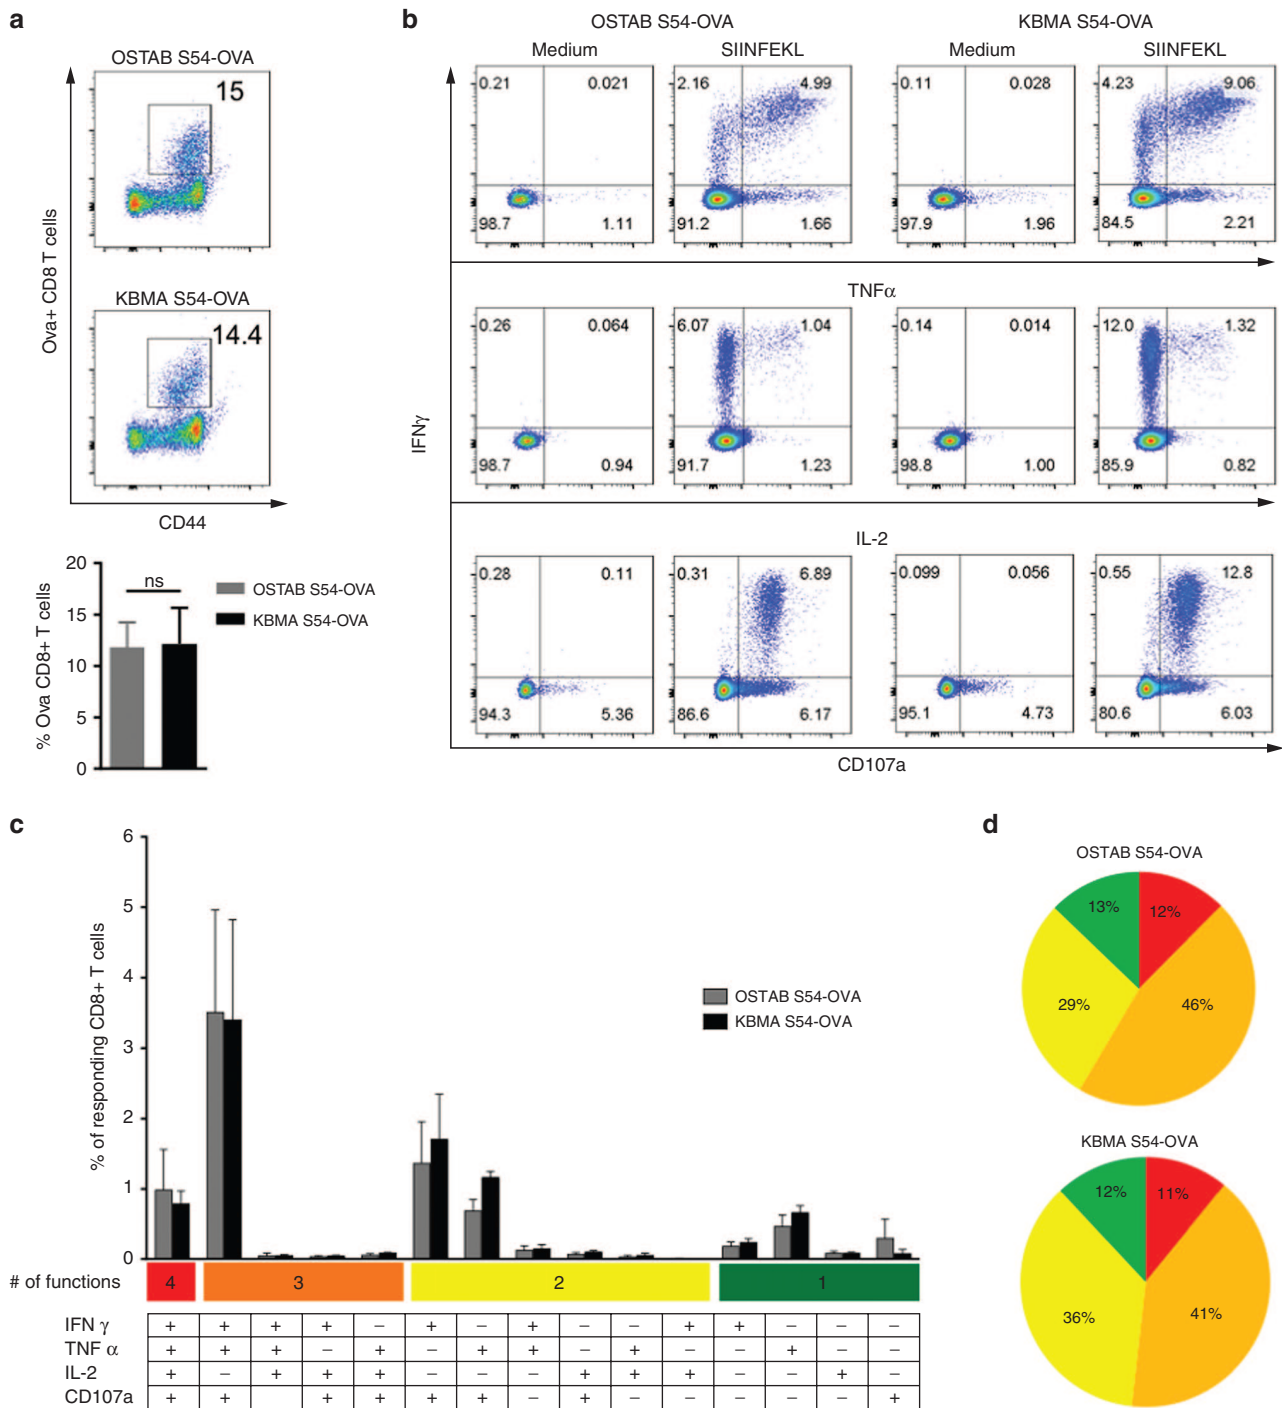 a
OSTAB S54-OVA
15
KBMA S54-OVA
14.4
Ova+ CD8 T cells
CD44
20
15
10
5
0
% Ova CD8+ T cells
ns
OSTAB S54-OVA
KBMA S54-OVA
b
OSTAB S54-OVA KBMA S54-OVA
Medium SIINFEKL Medium SIINFEKL
0.21 0.021 2.16 4.99 0.11 0.028 4.23 9.06
98.7 1.11 91.2 1.66 97.9 1.96 84.5 2.21
TNFα
0.26 0.064 6.07 1.04 0.14 0.014 12.0 1.32
98.7 0.94 91.7 1.23 98.8 1.00 85.9 0.82
IFNγ
IL-2
0.28 0.11 0.31 6.89 0.099 0.056 0.55 12.8
94.3 5.36 86.6 6.17 95.1 4.73 80.6 6.03
CD107a
c
6
5
4
3
2
1
0
% of responding CD8+ T cells
OSTAB S54-OVA
KBMA S54-OVA
# of functions 4 3 2 1
IFN γ + + + + − + − + − − + + − − −
TNF α + + + − + − + + − + − − + − −
IL-2 + − + + + − − − + + + − − + −
CD107a + + + + + + − + − − − − − +
d
OSTAB S54-OVA
13% 12%
29% 46%
KBMA S54-OVA
12% 11%
36% 41%